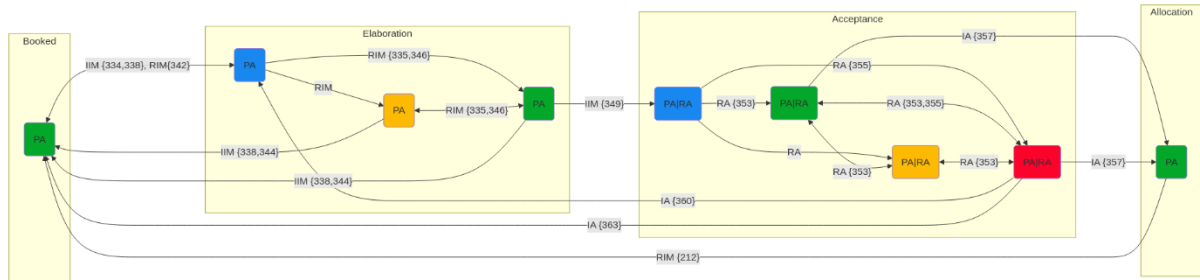 Booked
Elaboration
Acceptance
Allocation
IIM {334,338}, RIM{342}
PA
PA
RIM {335,346}
RIM
PA
RIM {335,346}
PA
IIM {338,344}
IIM {338,344}
IIM {349}
PA|RA
RA {353}
PA|RA
RA {355}
IA {357}
RA {353,355}
RA
RA {353}
PA|RA
RA {353}
PA|RA
IA {357}
PA
IA {360}
IA {363}
RIM {212}